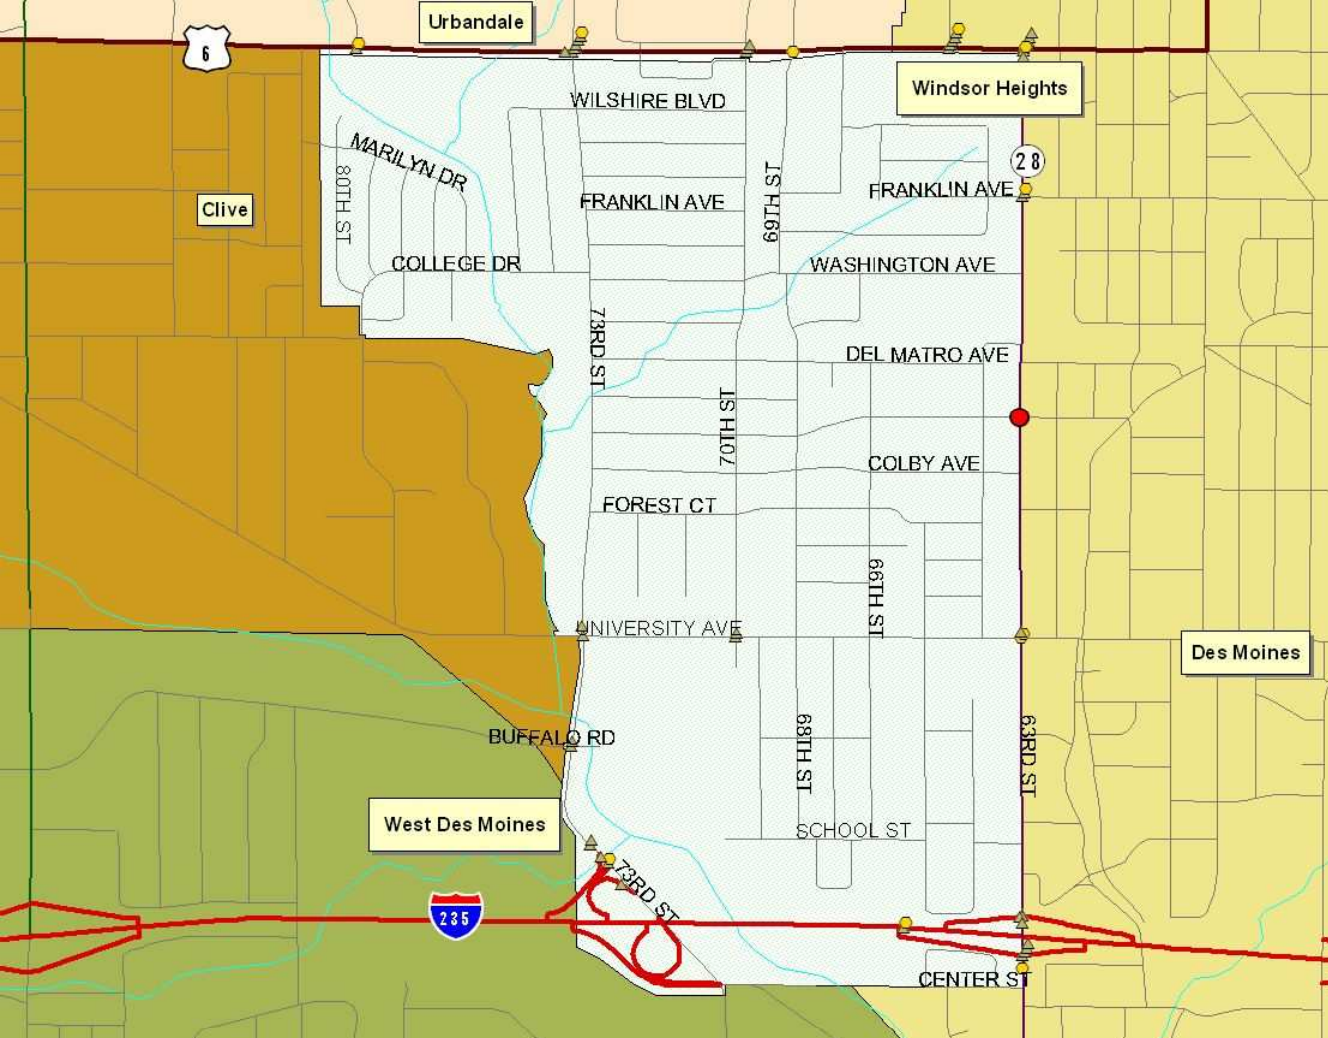 Urbandale
6
Windsor Heights
WILSHIRE BLVD
MARILYN DR
28
80TH ST
69TH ST
FRANKLIN AVE
FRANKLIN AVE
Clive
COLLEGE DR
WASHINGTON AVE
73RD ST
DEL MATRO AVE
70TH ST
COLBY AVE
FOREST CT
66TH ST
UNIVERSITY AVE
Des Moines
BUFFALO RD
68TH ST
63RD ST
West Des Moines
SCHOOL ST
73RD ST
235
CENTER ST